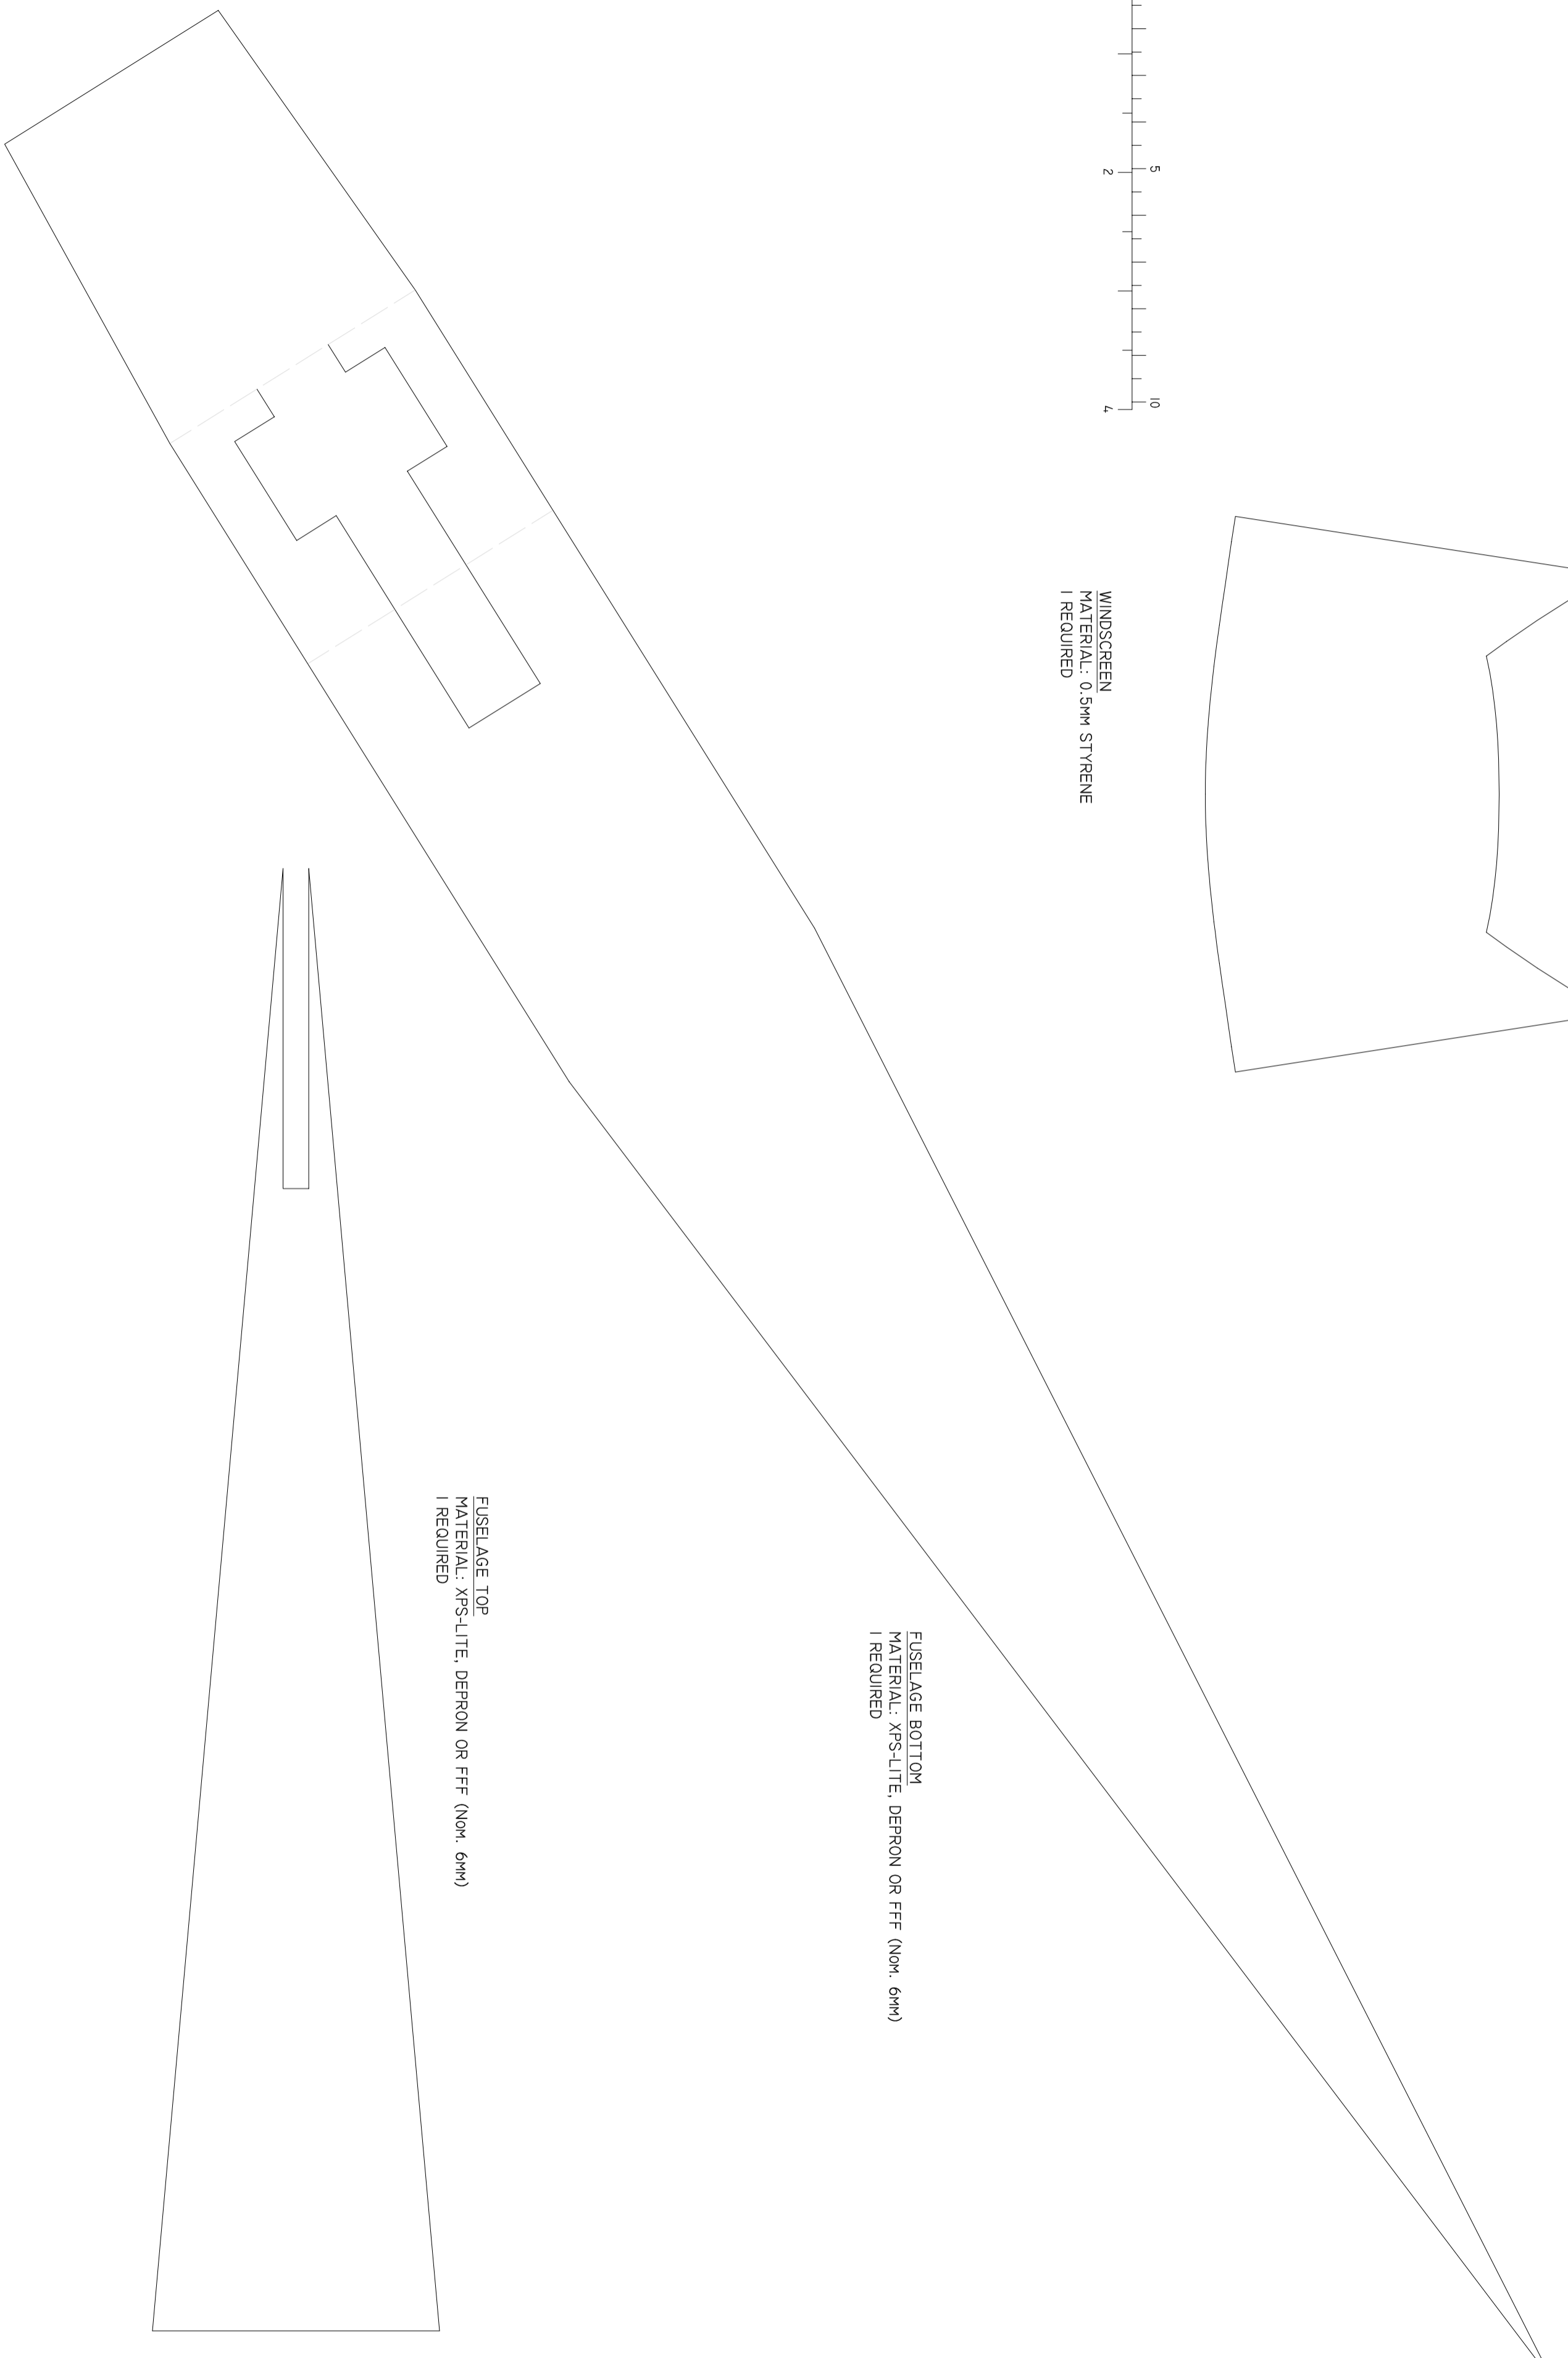 5
10
2
4
WINDSCREEN
MATERIAL: 0.5MM STYRENE
1 REQUIRED
FUSELAGE BOTTOM
MATERIAL: XPS-LITE, DEPRON OR FFF (NOM. 6MM)
1 REQUIRED
FUSELAGE TOP
MATERIAL: XPS-LITE, DEPRON OR FFF (NOM. 6MM)
1 REQUIRED